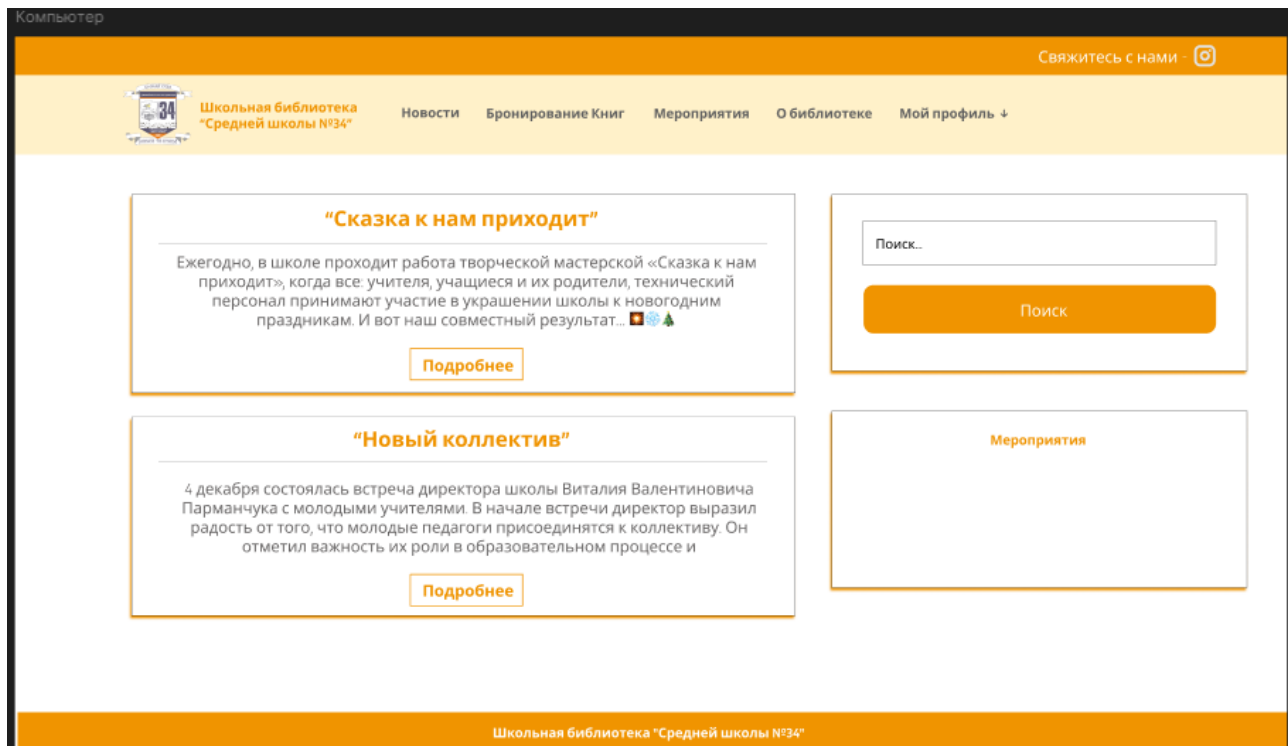 Компьютер
Свяжитесь с нами -
34
Школьная библиотека
"Средней школы №34"
Новости
Бронирование Книг
Мероприятия
О библиотеке
Мой профиль ↓
“Сказка к нам приходит”
Ежегодно, в школе проходит работа творческой мастерской «Сказка к нам
приходит», когда все: учителя, учащиеся и их родители, технический
персонал принимают участие в украшении школы к новогодним
праздникам. И вот наш совместный результат... 🎇❄️🎄
Подробнее
“Новый коллектив”
4 декабря состоялась встреча директора школы Виталия Валентиновича
Парманчука с молодыми учителями. В начале встречи директор выразил
радость от того, что молодые педагоги присоединятся к коллективу. Он
отметил важность их роли в образовательном процессе и
Подробнее
Поиск..
Поиск
Мероприятия
Школьная библиотека "Средней школы №34"